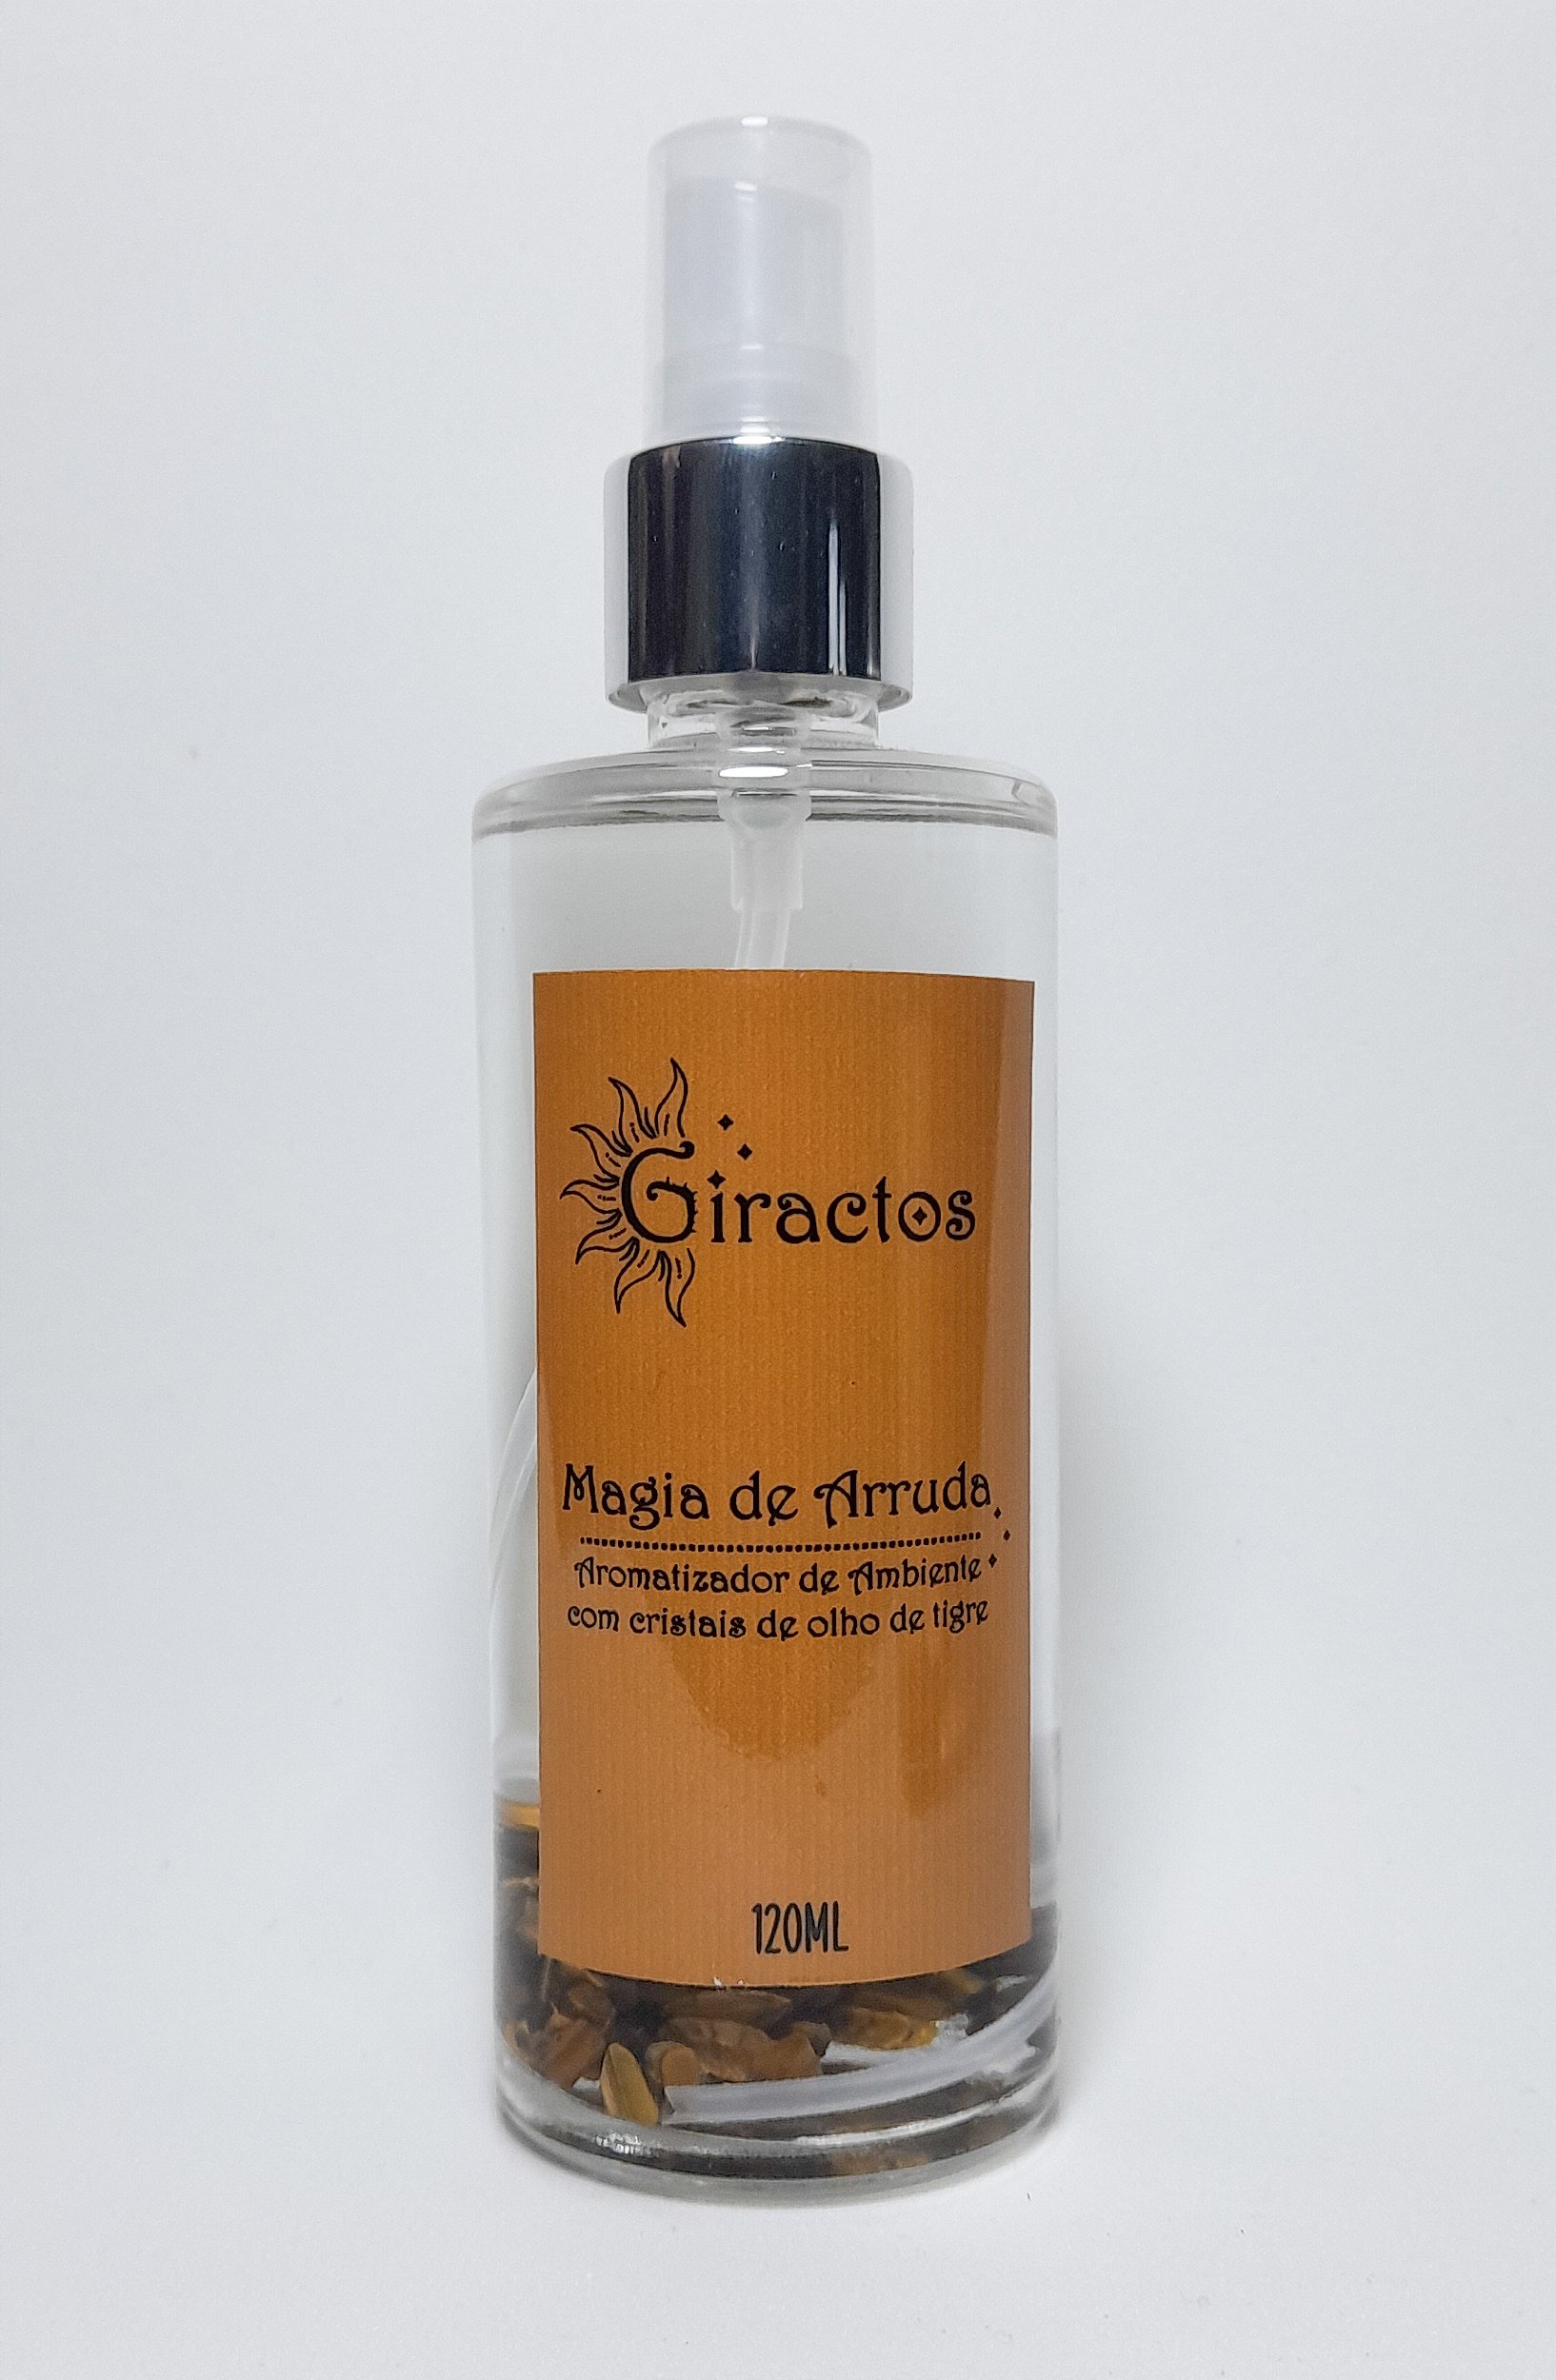 Giractos
Magia de Arruda
Aromatizador de Ambiente
com cristais de olho de tigre
120ML